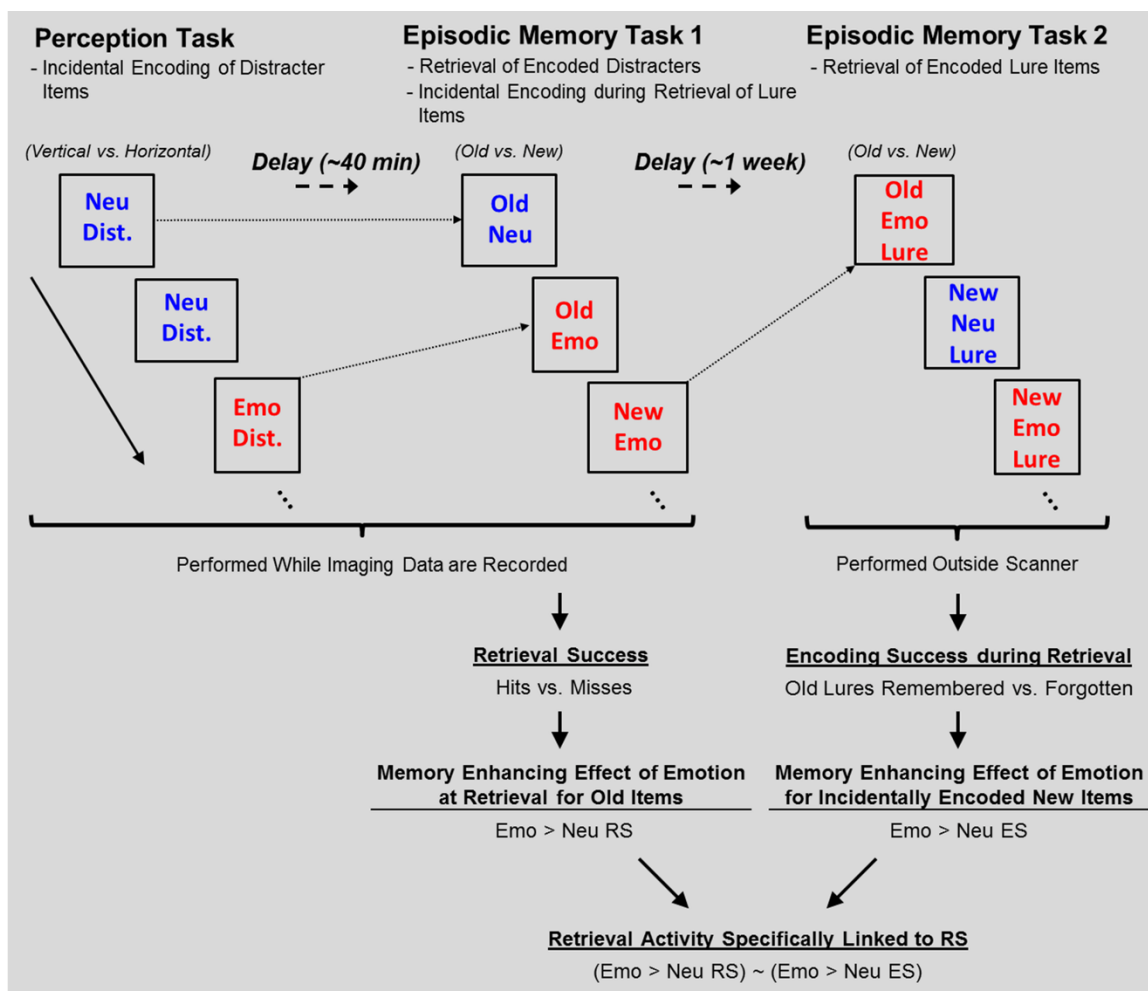 Perception Task
- Incidental Encoding of Distracter
Items
Episodic Memory Task 1
- Retrieval of Encoded Distracters
- Incidental Encoding during Retrieval of Lure
Items
Episodic Memory Task 2
- Retrieval of Encoded Lure Items
(Vertical vs. Horizontal)
Delay (~40 min)
(Old vs. New)
Delay (~1 week)
(Old vs. New)
Neu
Dist.
Neu
Dist.
Emo
Dist.
...
Old
Neu
Old
Emo
New
Emo
...
Old
Emo
Lure
New
Neu
Lure
New
Emo
Lure
...
Performed While Imaging Data are Recorded
Performed Outside Scanner
Retrieval Success
Hits vs. Misses
Encoding Success during Retrieval
Old Lures Remembered vs. Forgotten
Memory Enhancing Effect of Emotion
at Retrieval for Old Items
Emo > Neu RS
Memory Enhancing Effect of Emotion
for Incidentally Encoded New Items
Emo > Neu ES
Retrieval Activity Specifically Linked to RS
(Emo > Neu RS) ~ (Emo > Neu ES)